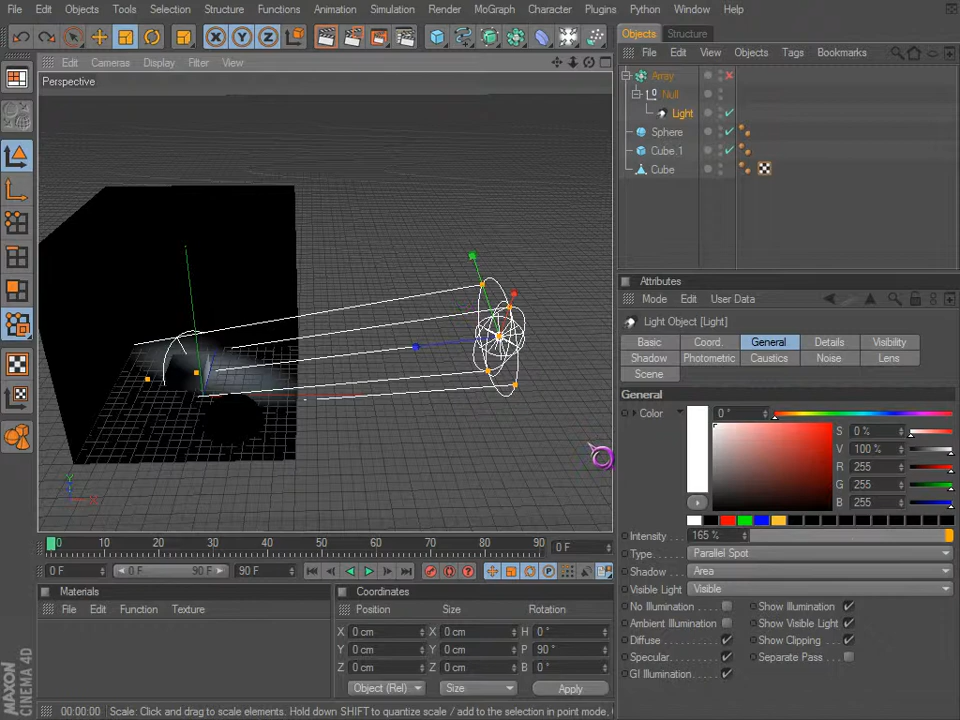 File Edit Objects Tools Selection Structure Functions Animation Simulation Render MoGraph Character Plugins Python Window Help
Objects Structure
File Edit View Objects Tags Bookmarks
Edit Cameras Display Filter View
Perspective
Array
Null
Light
Sphere
Cube.1
Cube
Attributes
Mode Edit User Data
Light Object [Light]
Basic Coord. General Visibility
Shadow Photometric Caustics Noise Lens
Scene
Details
General
Color 0 °
S 0 %
V 100 %
R 255
G 255
B 255
Intensity 165 %
Type Parallel Spot
Shadow Area
Visible Light Visible
No Illumination Show Illumination
Ambient Illumination Show Visible Light
Diffuse Show Clipping
Specular Separate Pass
GI Illumination
Y
X
0 10 20 30 40 50 60 70 80 90 0 F
0 F 0 F 90 F 90 F
Materials
File Edit Function Texture
Coordinates
Position Size Rotation
X 0 cm X 0 cm H 0 °
Y 0 cm Y 0 cm P 90 °
Z 0 cm Z 0 cm B 0 °
Object (Rel) Size Apply
MAXON
CINEMA 4D
00:00:00 Scale: Click and drag to scale elements. Hold down SHIFT to quantize scale / add to the selection in point mode,